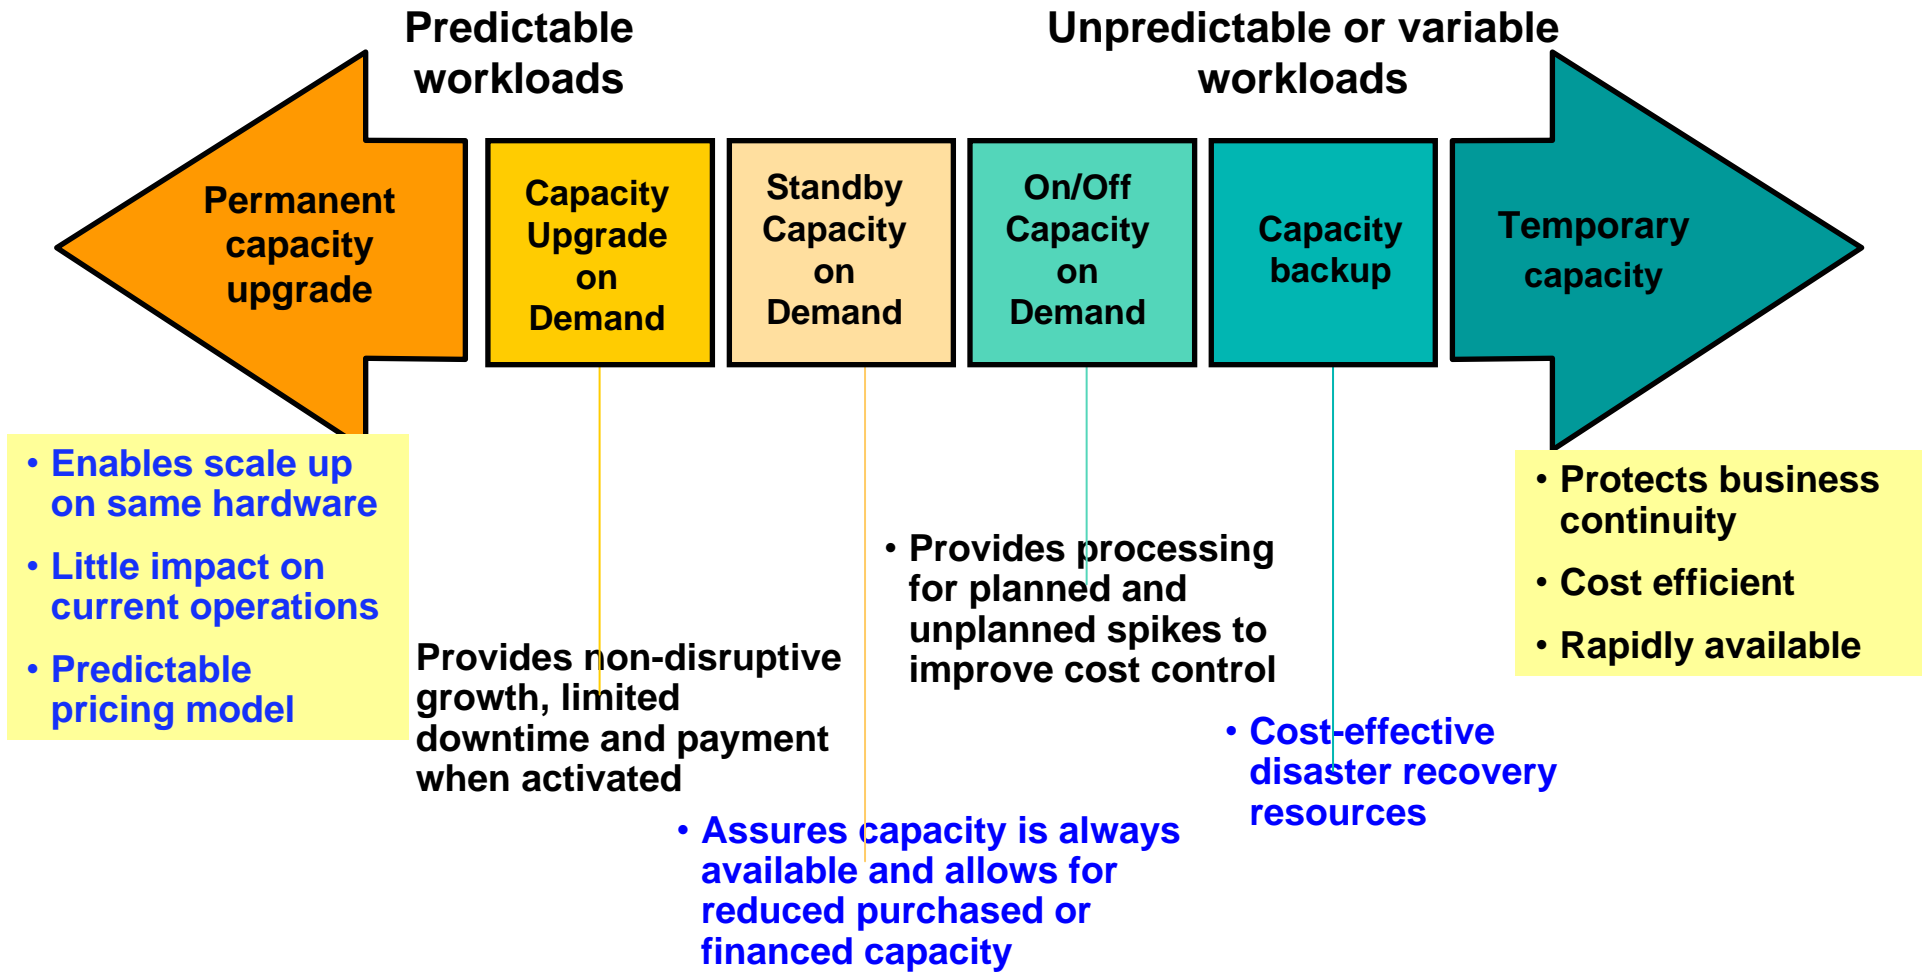 Predictable
workloads
Unpredictable or variable
workloads
Permanent
capacity
upgrade
Capacity
Upgrade
on
Demand
Standby
Capacity
on
Demand
On/Off
Capacity
on
Demand
Capacity
backup
Temporary
capacity
• Enables scale up
on same hardware
• Little impact on
current operations
• Predictable
pricing model
Provides non-disruptive
growth, limited
downtime and payment
when activated
• Assures capacity is always
available and allows for
reduced purchased or
financed capacity
• Provides processing
for planned and
unplanned spikes to
improve cost control
• Cost-effective
disaster recovery
resources
• Protects business
continuity
• Cost efficient
• Rapidly available